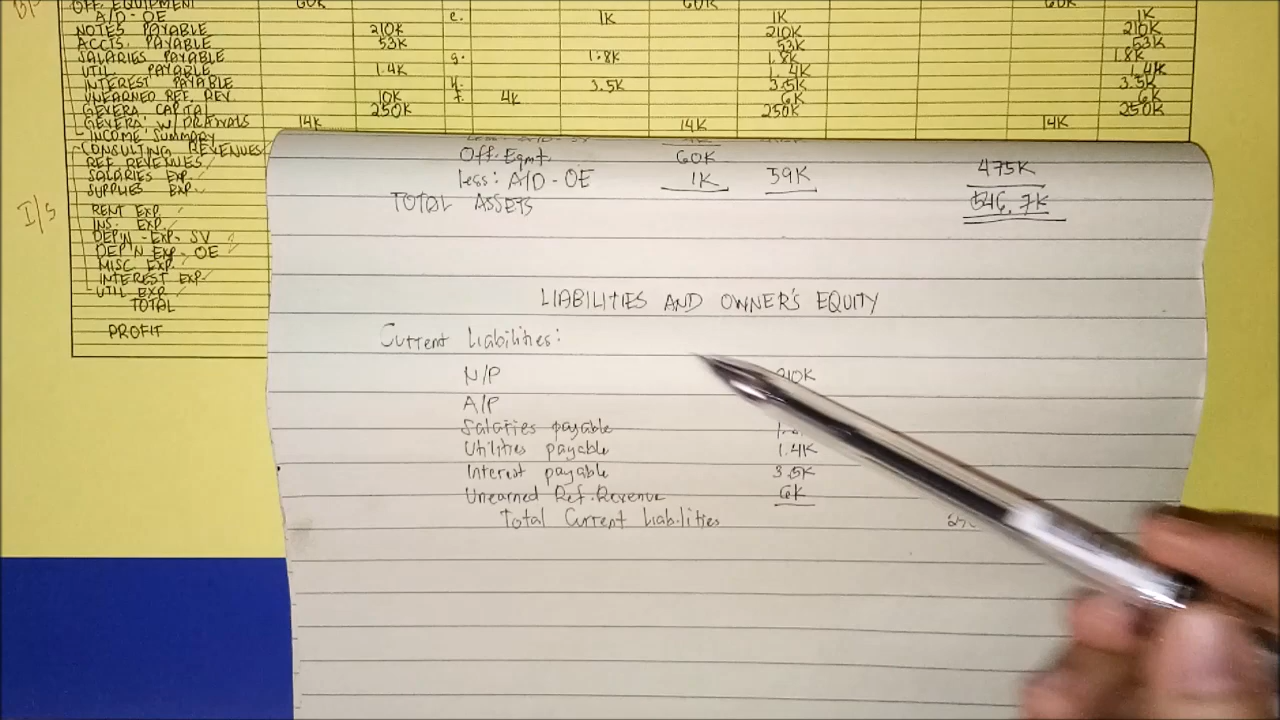 OFF. EQUIPMENT 60K 60K 60K
A/D - OE e. 1K 1K 1K
NOTES PAYABLE 210K 210K 210K
ACCTS. PAYABLE 53K 53K 53K
SALARIES PAYABLE g. 1.8K 1.8K 1.8K
UTIL. PAYABLE 1.4K 1.4K 1.4K
INTEREST PAYABLE 3.5K 3.5K 3.5K
UNEARNED REF. REV. 10K f. 4K 6K 6K
GEVERA CAPITAL 250K 250K 250K
GEVERA W/DRAWALS 14K 14K 14K
INCOME SUMMARY
CONSULTING REVENUES
REF. REVENUES
SALARIES EXP.
SUPPLIES EXP.
I/S
RENT EXP.
INS. EXP.
DEP'N - EXP - SV
DEP'N EXP - OE
MISC EXP.
INTEREST EXP.
UTIL EXP.
TOTAL
PROFIT
Off. Eqmt. 60K
less: A/D - OE 1K 59K 475K
TOTAL ASSETS 546.7K
LIABILITIES AND OWNER'S EQUITY
Current Liabilities:
N/P 210K
A/P
Salaries payable
Utilities payable 1.4K
Interest payable 3.5K
Unearned Ref. Revenue 6K
Total Current Liabilities